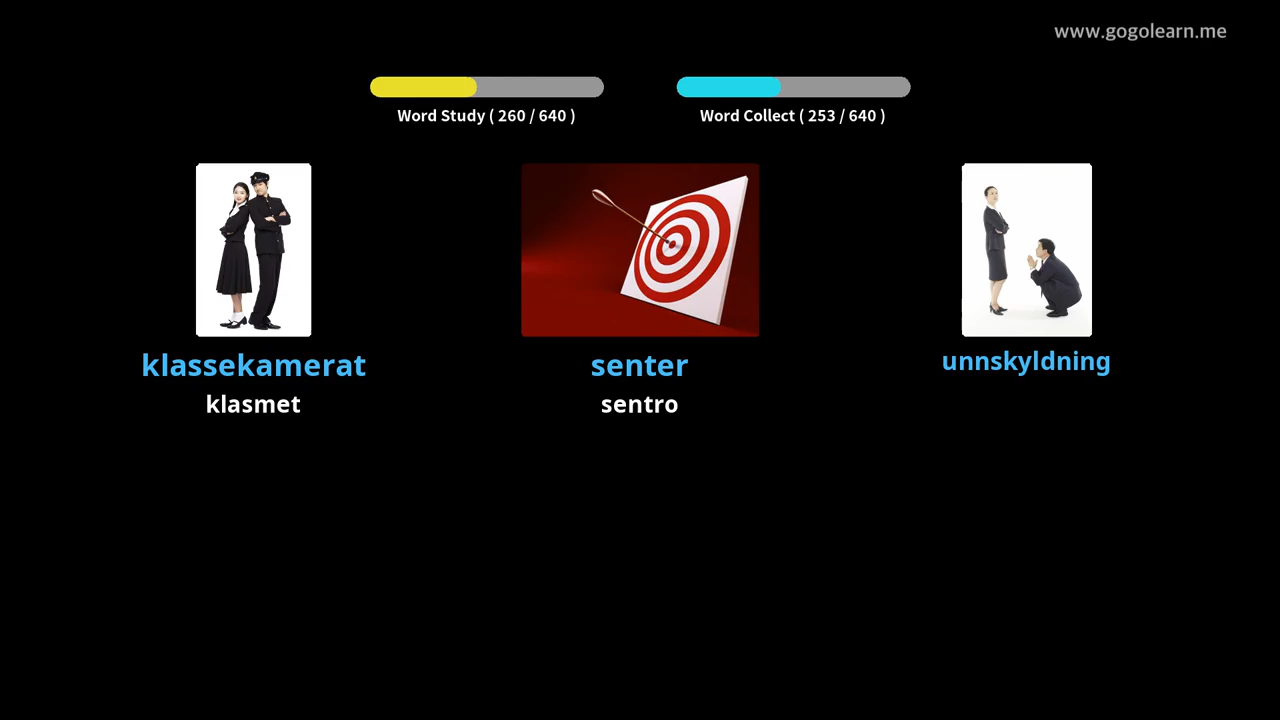 www.gogolearn.me
Word Study ( 260 / 640 )
Word Collect ( 253 / 640 )
klassekamerat
senter
unnskyldning
klasmet
sentro